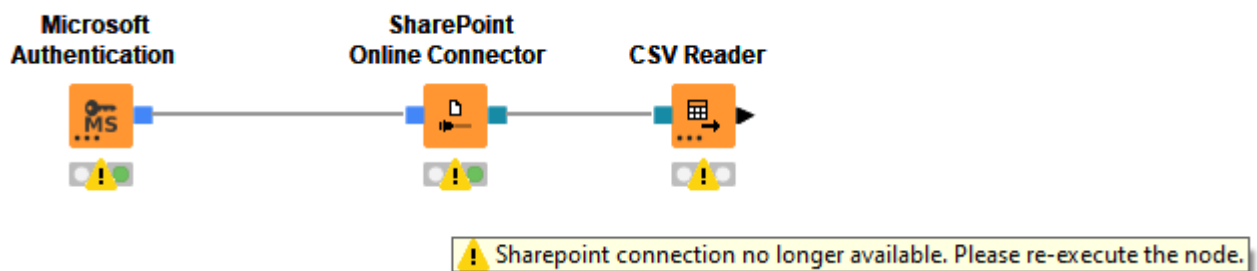 Microsoft
Authentication
SharePoint
Online Connector
CSV Reader
MS
Sharepoint connection no longer available. Please re-execute the node.